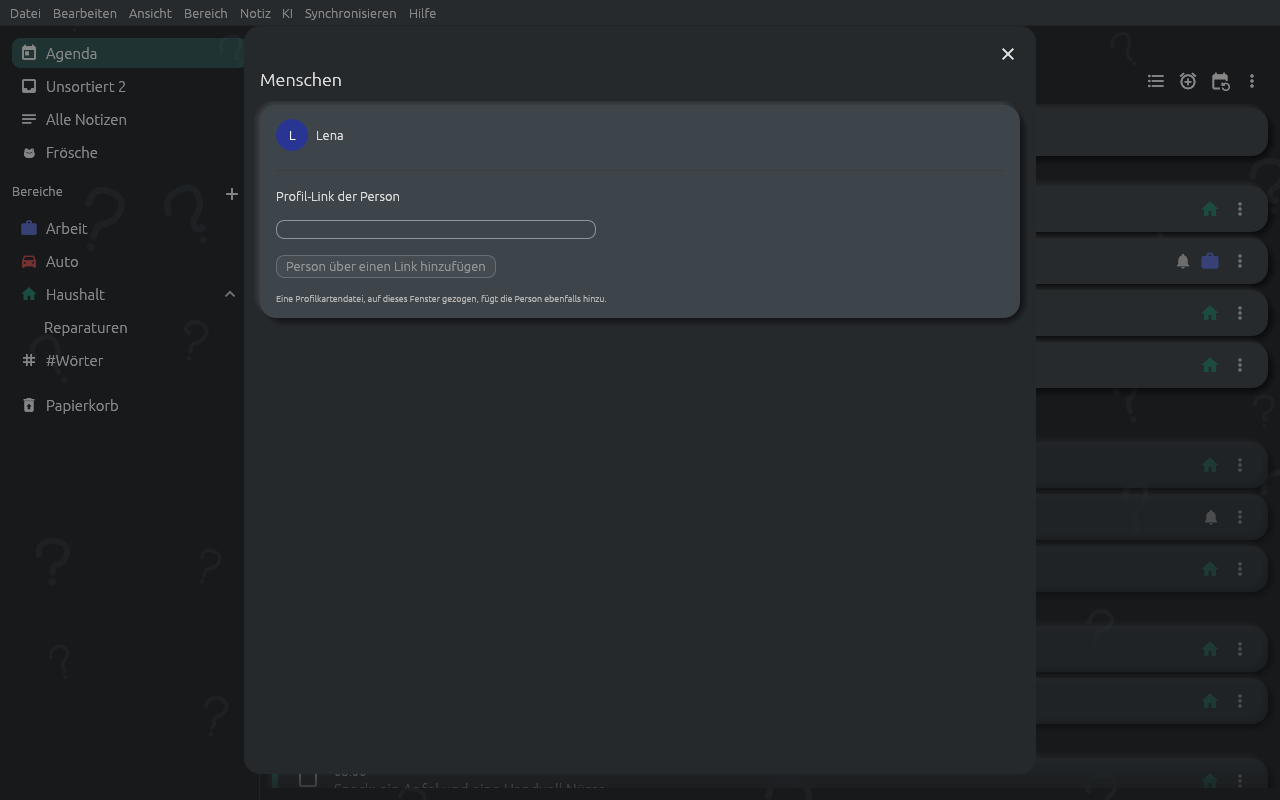 Datei Bearbeiten Ansicht Bereich Notiz KI Synchronisieren Hilfe
Agenda
Unsortiert 2
Alle Notizen
Frösche
Bereiche
Arbeit
Auto
Haushalt
Reparaturen
#Wörter
Papierkorb
Menschen
L Lena
Profil-Link der Person
Person über einen Link hinzufügen
Eine Profilkartendatei, auf dieses Fenster gezogen, fügt die Person ebenfalls hinzu.